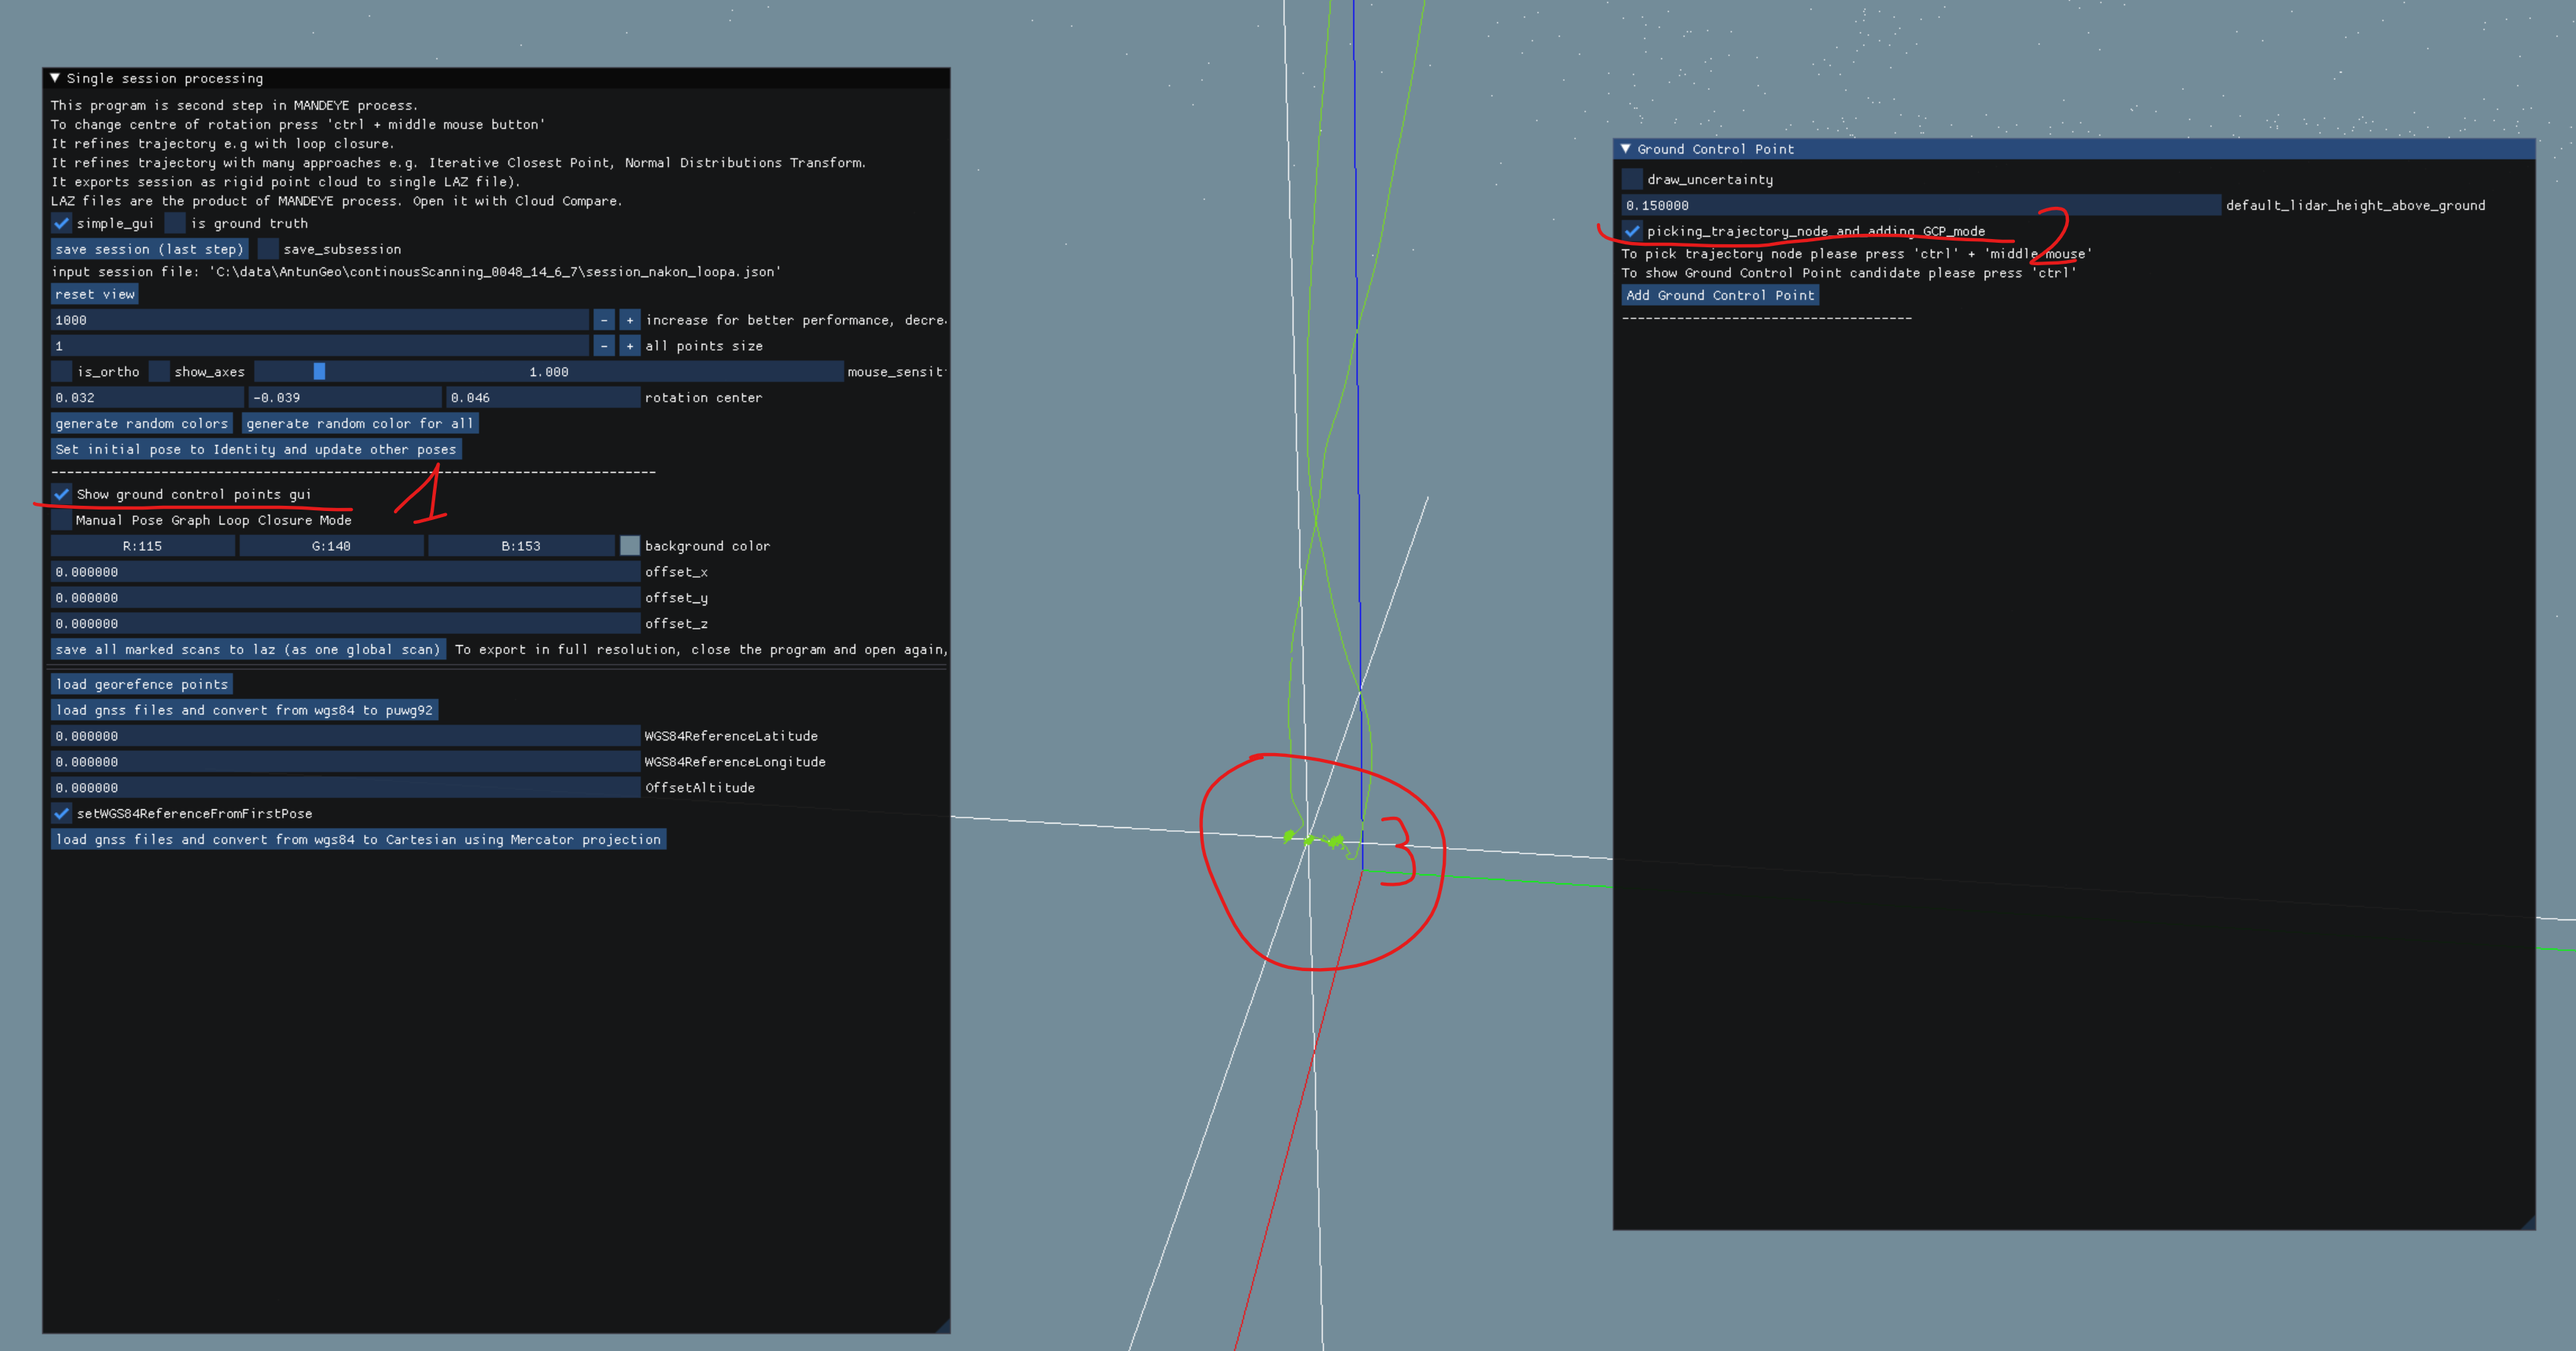 Single session processing
This program is second step in MANDEYE process.
To change centre of rotation press 'ctrl + middle mouse button'
It refines trajectory e.g with loop closure.
It refines trajectory with many approaches e.g. Iterative Closest Point, Normal Distributions Transform.
It exports session as rigid point cloud to single LAZ file).
LAZ files are the product of MANDEYE process. Open it with Cloud Compare.
simple_gui is ground truth
save session (last step) save_subsession
input session file: 'C:\data\AntunGeo\continousScanning_0048_14_6_7\session_nakon_loopa.json'
reset view
1000 - + increase for better performance, decre
1 - + all points size
is_ortho show_axes 1.000 mouse_sensit
0.032 -0.039 0.046 rotation center
generate random colors generate random color for all
Set initial pose to Identity and update other poses
--------------------------------------------------------------------------
Show ground control points gui
1
Manual Pose Graph Loop Closure Mode
R:115 G:140 B:153 background color
0.000000 offset_x
0.000000 offset_y
0.000000 offset_z
save all marked scans to laz (as one global scan) To export in full resolution, close the program and open again,
load georefence points
load gnss files and convert from wgs84 to puwg92
0.000000 WGS84ReferenceLatitude
0.000000 WGS84ReferenceLongitude
0.000000 OffsetAltitude
setWGS84ReferenceFromFirstPose
load gnss files and convert from wgs84 to Cartesian using Mercator projection
3
Ground Control Point
draw_uncertainty
0.150000 default_lidar_height_above_ground
picking_trajectory_node and adding GCP_mode
2
To pick trajectory node please press 'ctrl' + 'middle mouse'
To show Ground Control Point candidate please press 'ctrl'
Add Ground Control Point
-------------------------------------